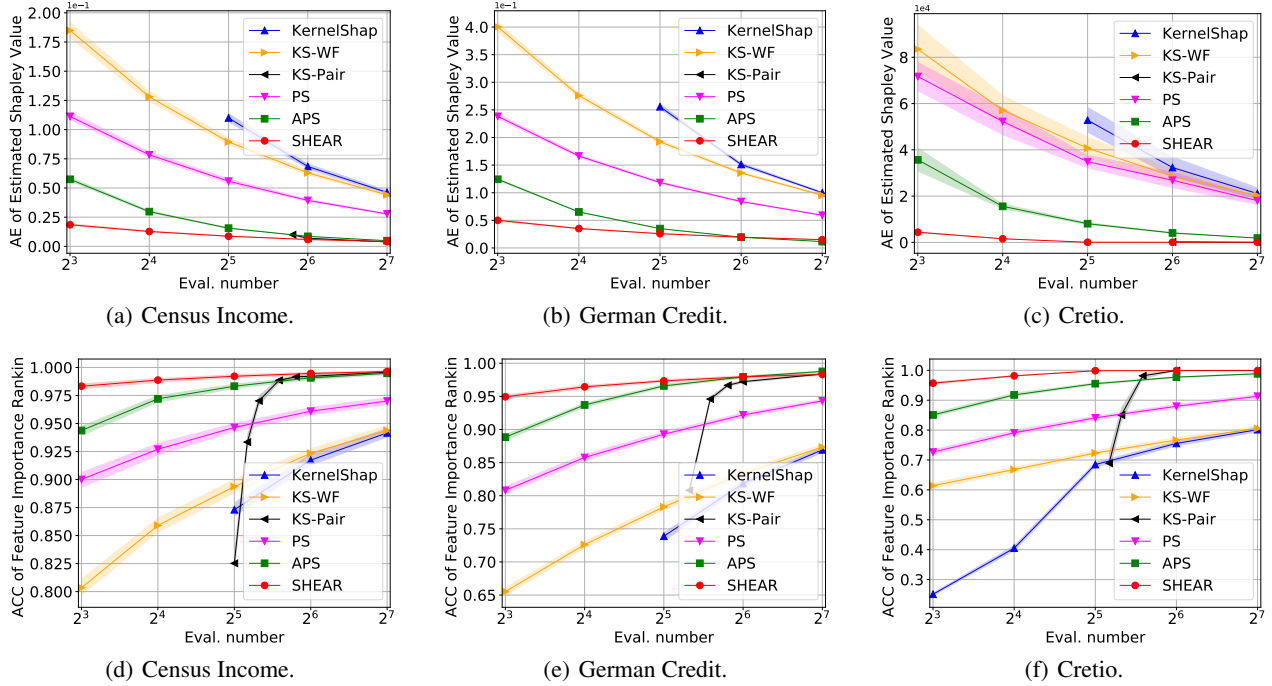 1e−1
AE of Estimated Shapley Value
2.00
1.75
1.50
1.25
1.00
0.75
0.50
0.25
0.00
KernelShap
KS-WF
KS-Pair
PS
APS
SHEAR
2^3 2^4 2^5 2^6 2^7
Eval. number
(a) Census Income.
1e−1
AE of Estimated Shapley Value
4.0
3.5
3.0
2.5
2.0
1.5
1.0
0.5
0.0
KernelShap
KS-WF
KS-Pair
PS
APS
SHEAR
2^3 2^4 2^5 2^6 2^7
Eval. number
(b) German Credit.
1e4
AE of Estimated Shapley Value
8
6
4
2
0
KernelShap
KS-WF
KS-Pair
PS
APS
SHEAR
2^3 2^4 2^5 2^6 2^7
Eval. number
(c) Cretio.
ACC of Feature Importance Rankin
1.000
0.975
0.950
0.925
0.900
0.875
0.850
0.825
0.800
KernelShap
KS-WF
KS-Pair
PS
APS
SHEAR
2^3 2^4 2^5 2^6 2^7
Eval. number
(d) Census Income.
ACC of Feature Importance Rankin
1.00
0.95
0.90
0.85
0.80
0.75
0.70
0.65
KernelShap
KS-WF
KS-Pair
PS
APS
SHEAR
2^3 2^4 2^5 2^6 2^7
Eval. number
(e) German Credit.
ACC of Feature Importance Rankin
1.0
0.9
0.8
0.7
0.6
0.5
0.4
0.3
KernelShap
KS-WF
KS-Pair
PS
APS
SHEAR
2^3 2^4 2^5 2^6 2^7
Eval. number
(f) Cretio.